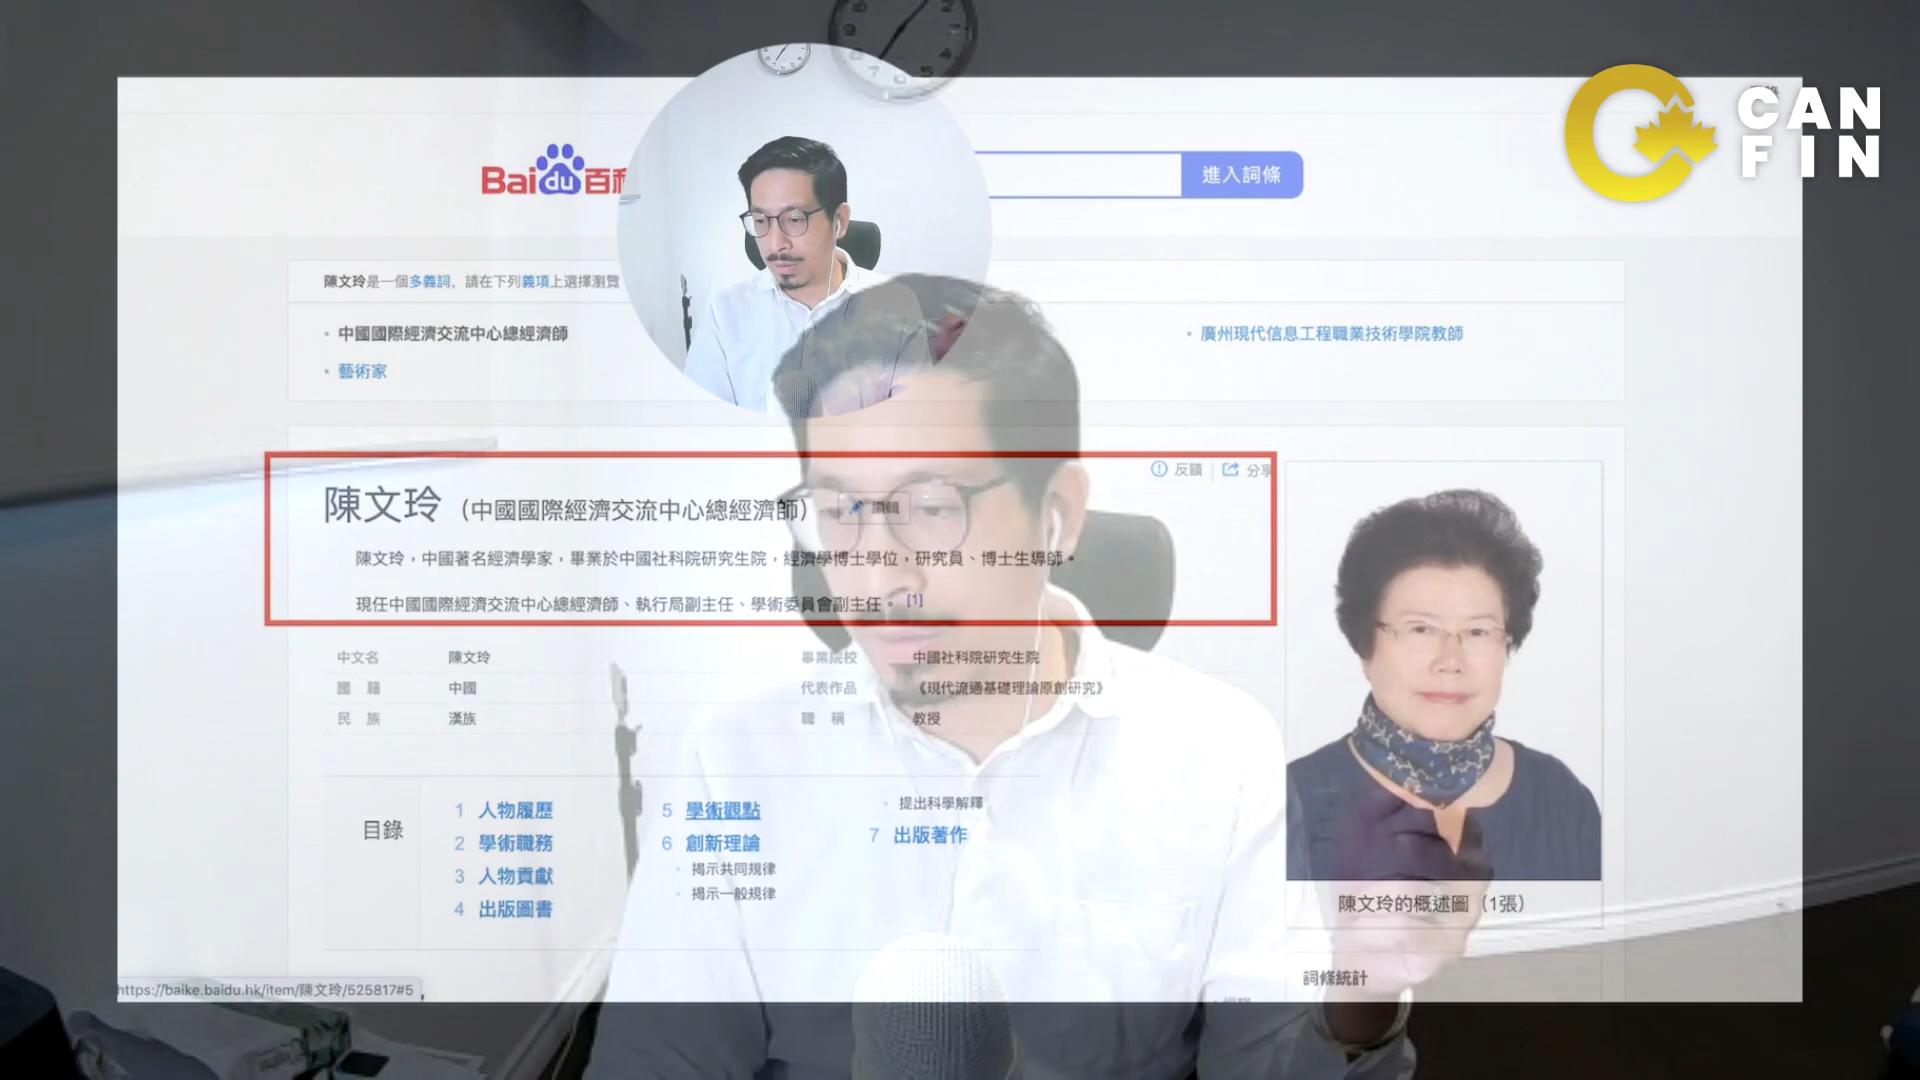 CAN
FIN
Bai du 百科
進入詞條
陳文玲是一個多義詞，請在下列義項上選擇瀏覽
中國國際經濟交流中心總經濟師
廣州現代信息工程職業技術學院教師
藝術家
反饋
分享
陳文玲（中國國際經濟交流中心總經濟師）
編輯
陳文玲，中國著名經濟學家，畢業於中國社科院研究生院，經濟學博士學位，研究員、博士生導師。
現任中國國際經濟交流中心總經濟師、執行局副主任、學術委員會副主任。 [1]
中文名 陳文玲 畢業院校 中國社科院研究生院
國 籍 中國 代表作品 《現代流通基礎理論原創研究》
民 族 漢族 職 稱 教授
目錄
1 人物履歷
2 學術職務
3 人物貢獻
4 出版圖書
5 學術觀點
6 創新理論
揭示共同規律
揭示一般規律
提出科學解釋
7 出版著作
陳文玲的概述圖（1張）
詞條統計
https://baike.baidu.hk/item/陳文玲/525817#5